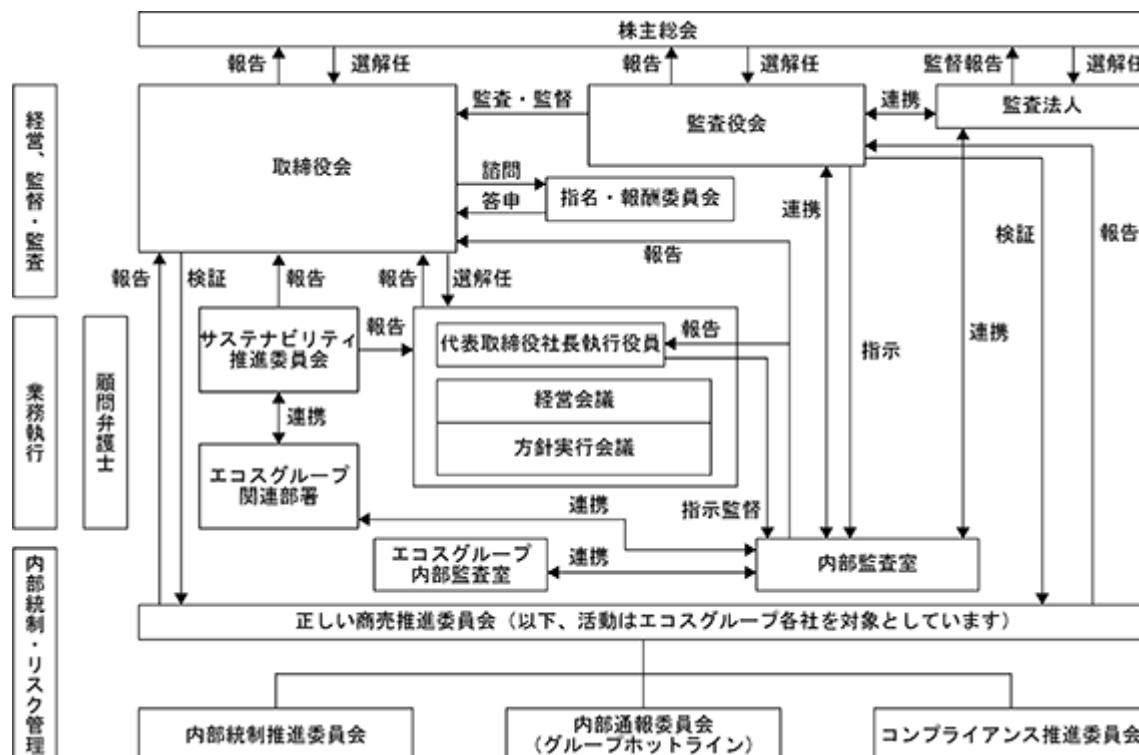 株主総会
報告
選解任
報告
選解任
監督報告
選解任
経営、監督・監査
取締役会
監査・監督
監査役会
連携
監査法人
諮問
答申
指名・報酬委員会
連携
検証
報告
報告
報告
検証
報告
報告
選解任
業務執行
顧問弁護士
サステナビリティ
推進委員会
報告
代表取締役社長執行役員
報告
指示
連携
経営会議
方針実行会議
連携
エコスグループ
関連部署
連携
指示監督
エコスグループ
内部監査室
連携
内部監査室
内部統制・リスク管理
正しい商売推進委員会（以下、活動はエコスグループ各社を対象としています）
内部統制推進委員会
内部通報委員会
（グループホットライン）
コンプライアンス推進委員会